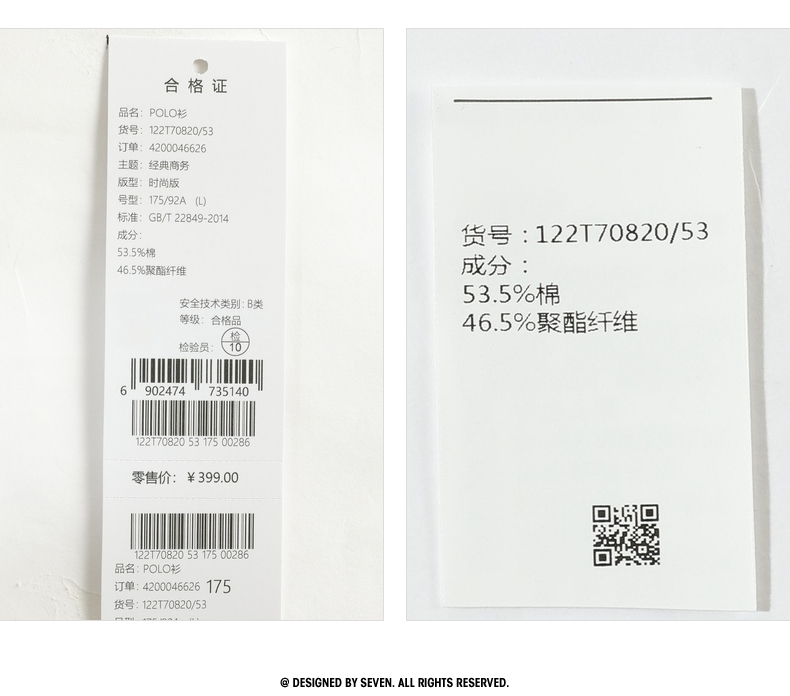 合格证
品名：POLO衫
货号：122T70820/53
订单：4200046626
主题：经典商务
版型：时尚版
号型：175/92A （L）
标准：GB/T 22849-2014
成分：
53.5%棉
46.5%聚酯纤维
安全技术类别：B类
等级：合格品
检验员：检10
6 902474 735140
122T70820 53 175 00286
零售价：￥399.00
122T70820 53 175 00286
品名：POLO衫
订单：4200046626 175
货号：122T70820/53
货号：122T70820/53
成分：
53.5%棉
46.5%聚酯纤维
@ DESIGNED BY SEVEN. ALL RIGHTS RESERVED.